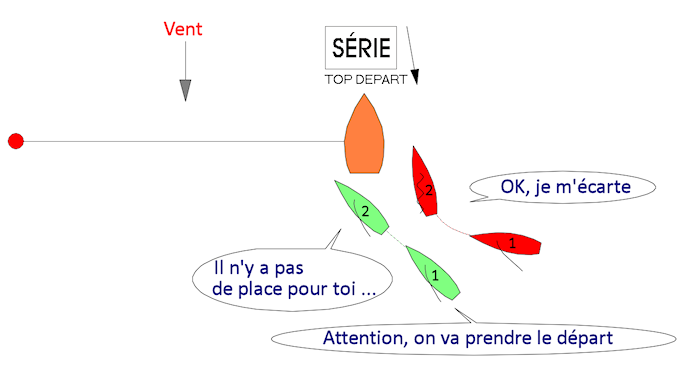 Vent
SÉRIE
TOP DEPART
2
2
OK, je m'écarte
1
Il n'y a pas
de place pour toi ...
1
Attention, on va prendre le départ